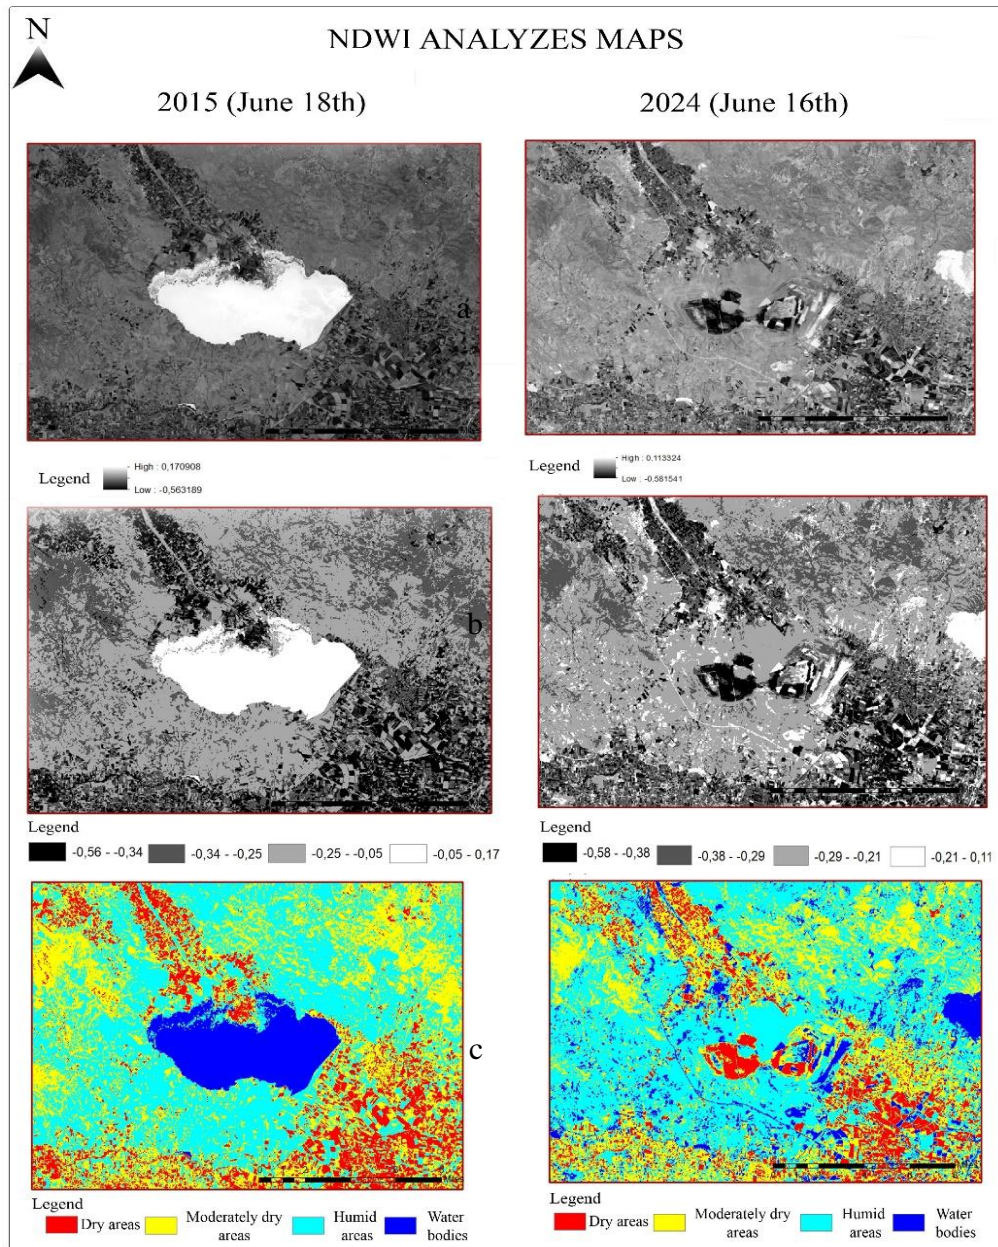 N
NDWI ANALYZES MAPS
2015 (June 18th)
2024 (June 16th)
a
Legend
High : 0,170908
Low : -0,563189
Legend
High : 0,113324
Low : -0,581541
b
Legend
-0,56 - -0,34 -0,34 - -0,25 -0,25 - -0,05 -0,05 - 0,17
Legend
-0,58 - -0,38 -0,38 - -0,29 -0,29 - -0,21 -0,21 - 0,11
c
Legend
Dry areas Moderately dry areas Humid areas Water bodies
Legend
Dry areas Moderately dry areas Humid areas Water bodies